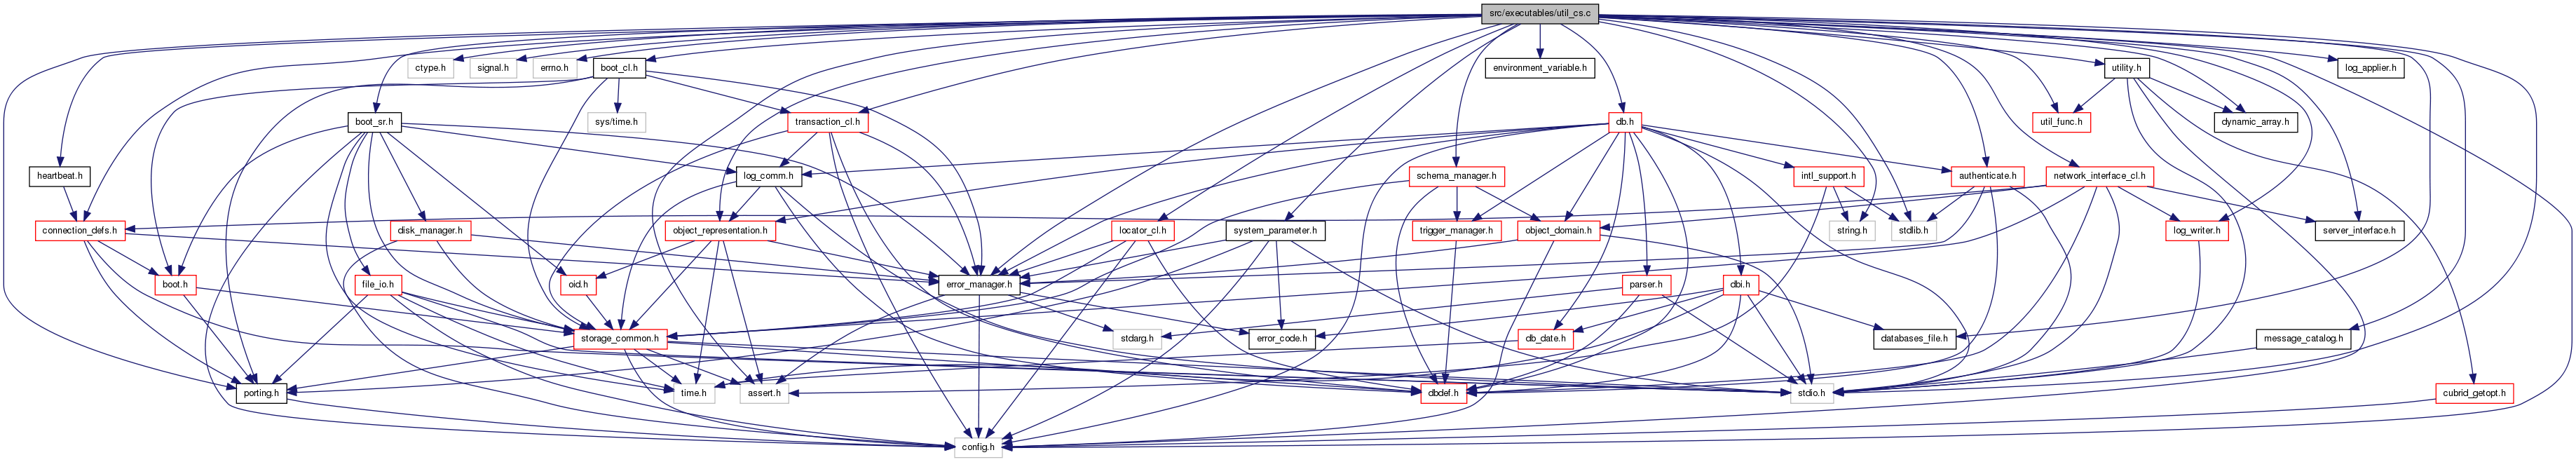 src/executables/util_cs.c
ctype.h
signal.h
errno.h
boot_cl.h
environment_variable.h
utility.h
log_applier.h
boot_sr.h
sys/time.h
transaction_cl.h
db.h
util_func.h
dynamic_array.h
heartbeat.h
log_comm.h
schema_manager.h
intl_support.h
authenticate.h
network_interface_cl.h
connection_defs.h
disk_manager.h
object_representation.h
locator_cl.h
system_parameter.h
trigger_manager.h
object_domain.h
string.h
stdlib.h
log_writer.h
server_interface.h
boot.h
file_io.h
oid.h
error_manager.h
parser.h
dbi.h
storage_common.h
stdarg.h
error_code.h
db_date.h
databases_file.h
message_catalog.h
porting.h
time.h
assert.h
dbdef.h
stdio.h
cubrid_getopt.h
config.h